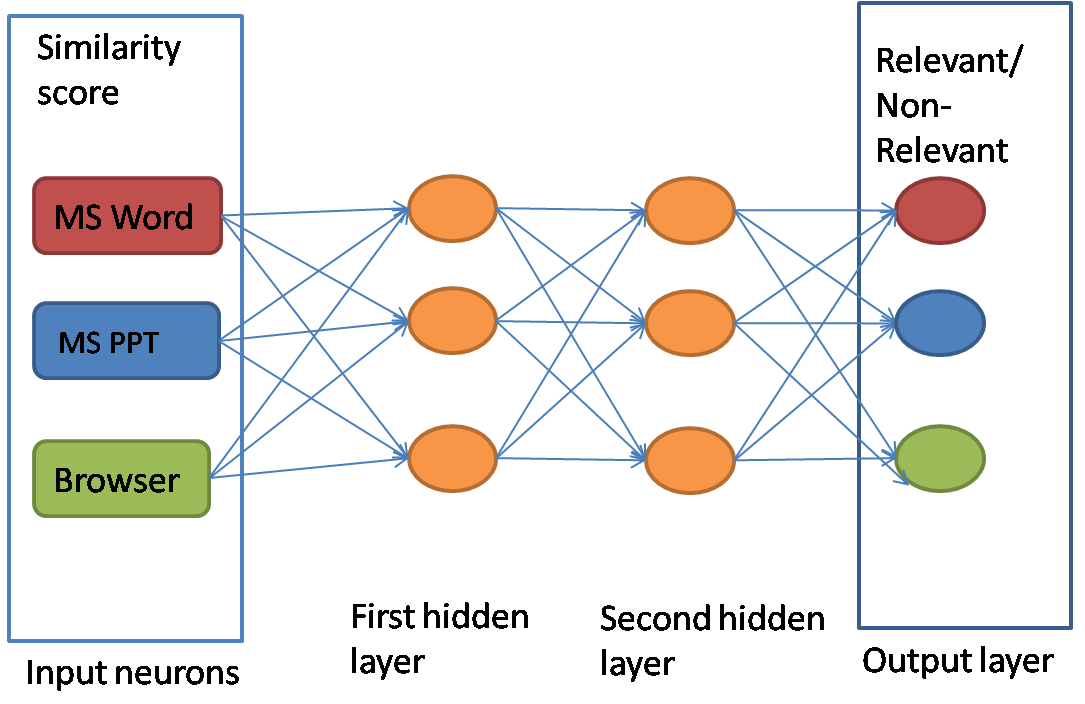 Similarity
score
MS Word
MS PPT
Browser
Input neurons
First hidden
layer
Second hidden
layer
Relevant/
Non-
Relevant
Output layer